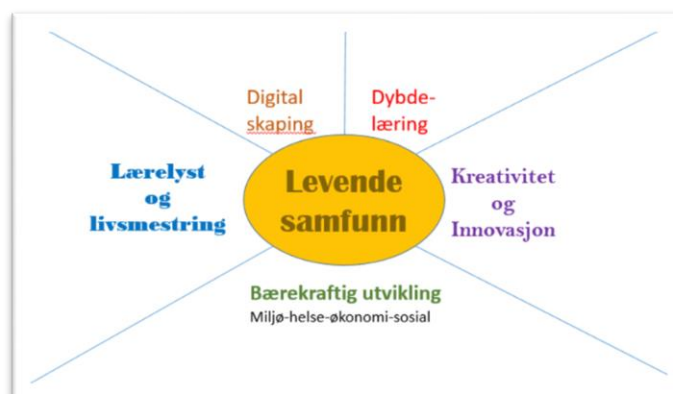 Digital
skaping
Dybde-
læring
Lærelyst
og
livsmestring
Levende
samfunn
Kreativitet
og
Innovasjon
Bærekraftig utvikling
Miljø-helse-økonomi-sosial